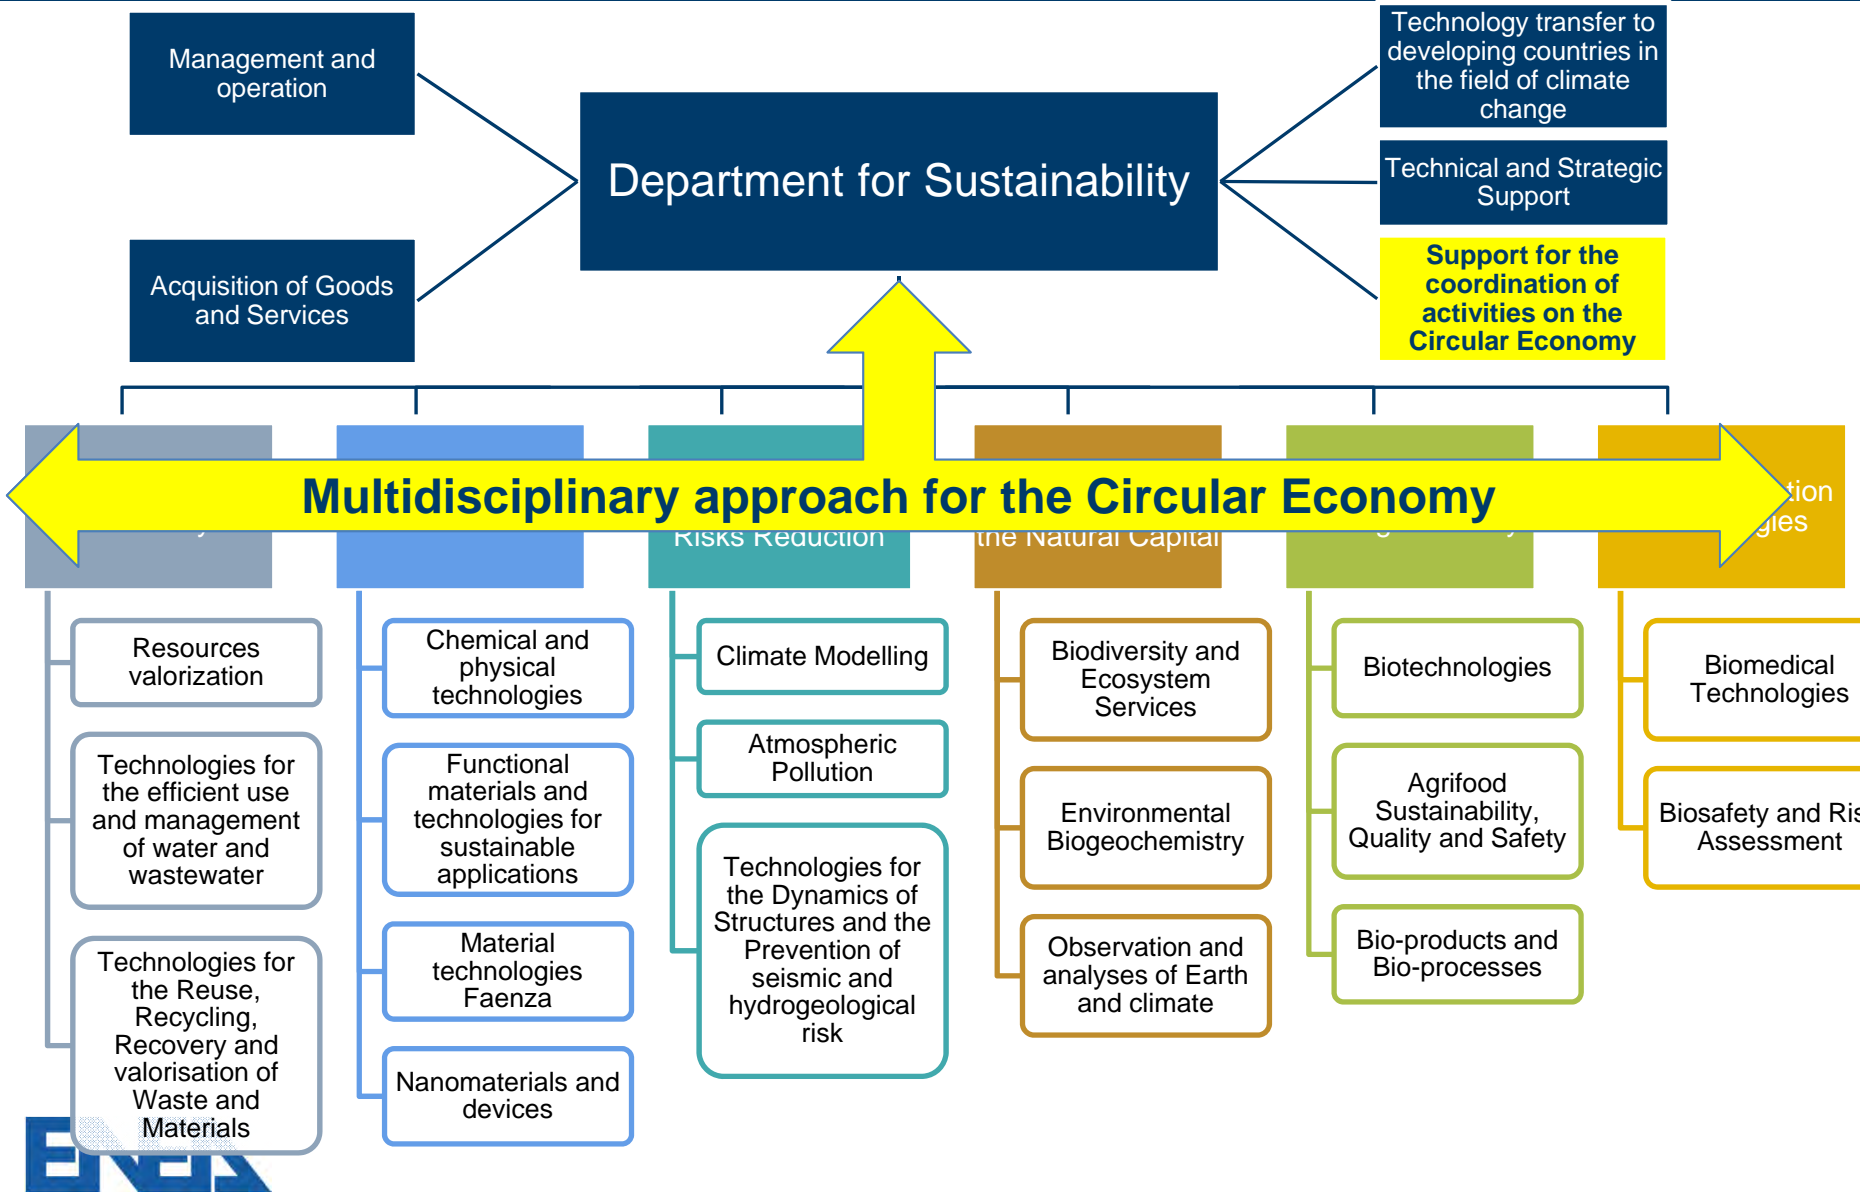 Management and
operation
Technology transfer to
developing countries in
the field of climate
change
Department for Sustainability
Technical and Strategic
Support
Acquisition of Goods
and Services
Support for the
coordination of
activities on the
Circular Economy
Multidisciplinary approach for the Circular Economy
Risks Reduction
the Natural Capital
Resources
valorization
Technologies for
the efficient use
and management
of water and
wastewater
Technologies for
the Reuse,
Recycling,
Recovery and
valorisation of
Waste and
Materials
Chemical and
physical
technologies
Functional
materials and
technologies for
sustainable
applications
Material
technologies
Faenza
Nanomaterials and
devices
Climate Modelling
Atmospheric
Pollution
Technologies for
the Dynamics of
Structures and the
Prevention of
seismic and
hydrogeological
risk
Biodiversity and
Ecosystem
Services
Environmental
Biogeochemistry
Observation and
analyses of Earth
and climate
Biotechnologies
Agrifood
Sustainability,
Quality and Safety
Bio-products and
Bio-processes
Biomedical
Technologies
Biosafety and Ris
Assessment
ENEA